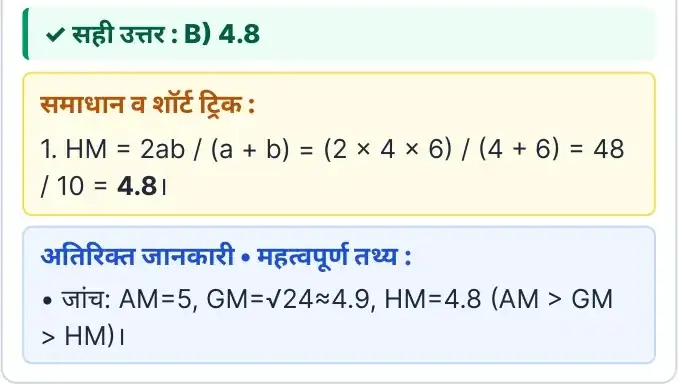 ✓ सही उत्तर : B) 4.8
समाधान व शॉर्ट ट्रिक :
1. HM = 2ab / (a + b) = (2 × 4 × 6) / (4 + 6) = 48
/ 10 = 4.8।
अतिरिक्त जानकारी • महत्वपूर्ण तथ्य :
• जांच: AM=5, GM=√24≈4.9, HM=4.8 (AM > GM
> HM)।